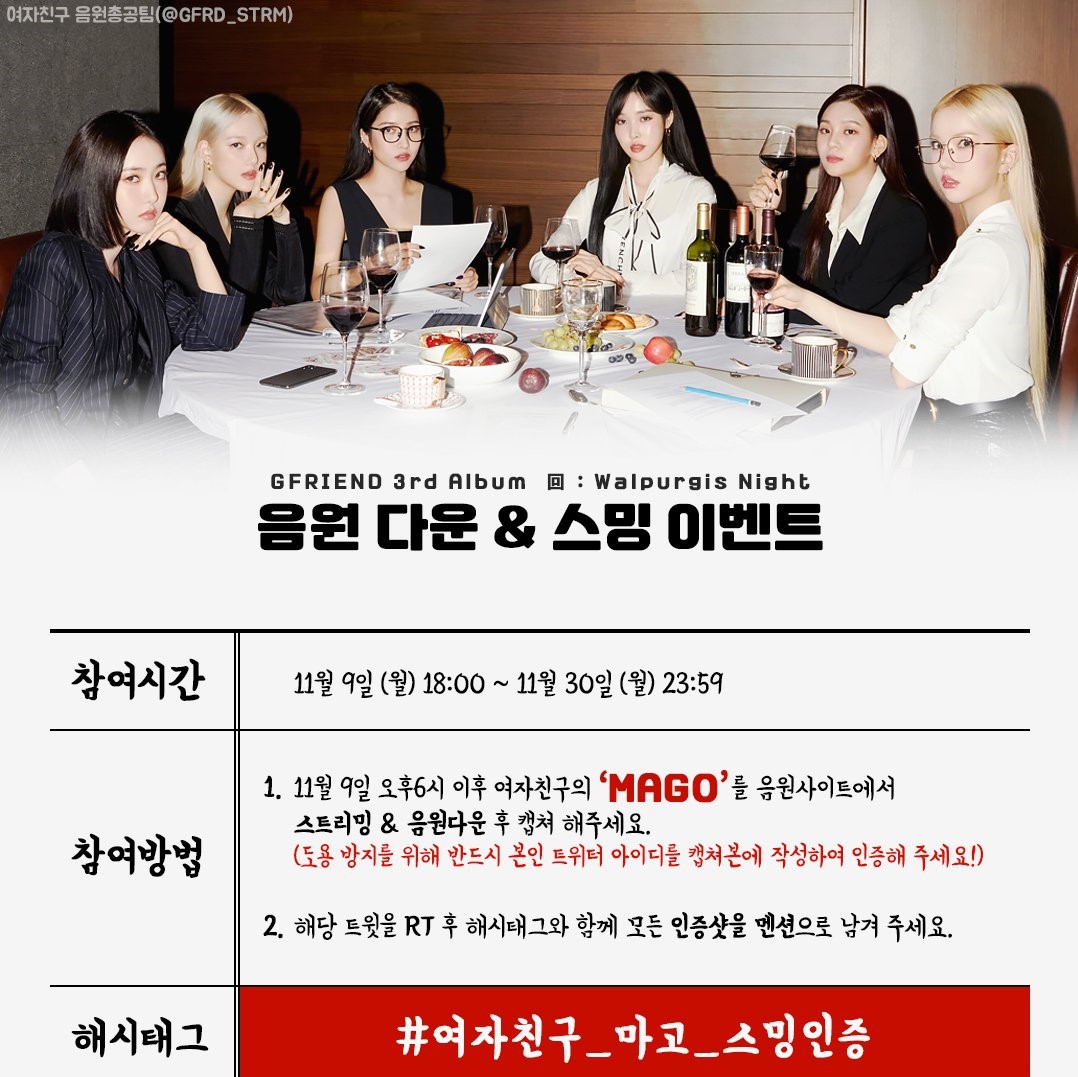 여자친구 음원총공팀(@GFRD_STRM)
GFRIEND 3rd Album 回 : Walpurgis Night
음원 다운 & 스밍 이벤트
참여시간
11월 9일 (월) 18:00 ~ 11월 30일 (월) 23:59
참여방법
1. 11월 9일 오후6시 이후 여자친구의 ‘MAGO’를 음원사이트에서
스트리밍 & 음원다운 후 캡쳐 해주세요.
(도용 방지를 위해 반드시 본인 트위터 아이디를 캡쳐본에 작성하여 인증해 주세요!)
2. 해당 트윗을 RT 후 해시태그와 함께 모든 인증샷을 멘션으로 남겨 주세요.
해시태그
#여자친구_마고_스밍인증